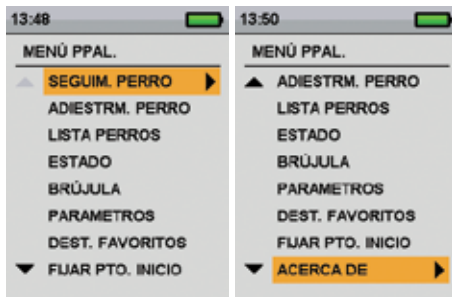 13:48
MENÚ PPAL.
SEGUIM. PERRO
ADIESTRM. PERRO
LISTA PERROS
ESTADO
BRÚJULA
PARAMETROS
DEST. FAVORITOS
FIJAR PTO. INICIO
13:50
MENÚ PPAL.
ADIESTRM. PERRO
LISTA PERROS
ESTADO
BRÚJULA
PARAMETROS
DEST. FAVORITOS
FIJAR PTO. INICIO
ACERCA DE